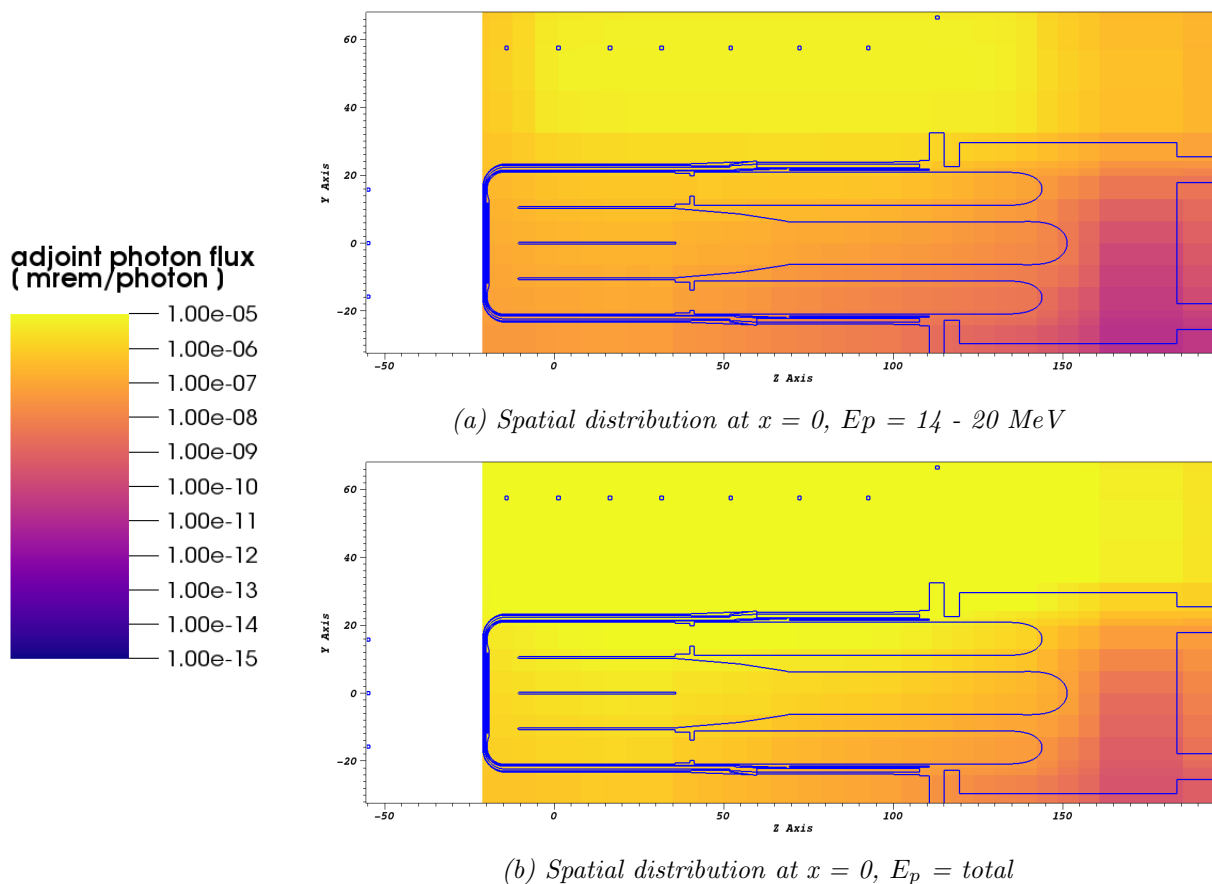 adjoint photon flux
( mrem/photon )
1.00e-05
1.00e-06
1.00e-07
1.00e-08
1.00e-09
1.00e-10
1.00e-11
1.00e-12
1.00e-13
1.00e-14
1.00e-15
60
40
20
0
-20
Y Axis
-50
0
50
100
150
Z Axis
(a) Spatial distribution at x = 0, Ep = 14 - 20 MeV
60
40
20
0
-20
Y Axis
-50
0
50
100
150
Z Axis
(b) Spatial distribution at x = 0, E_p = total